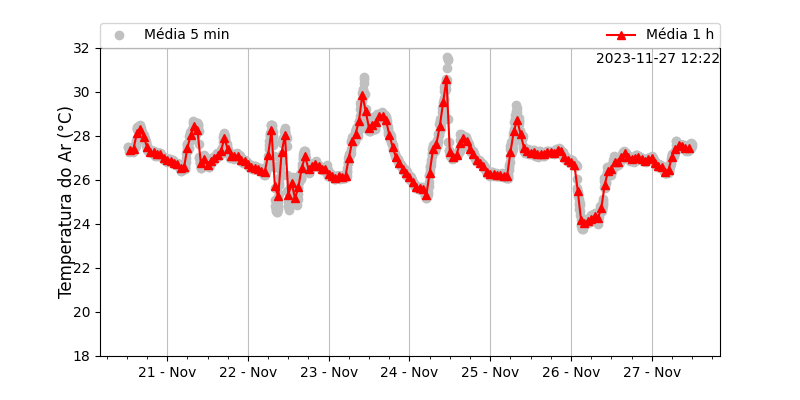 Média 5 min
Média 1 h
2023-11-27 12:22
Temperatura do Ar (°C)
32
30
28
26
24
22
20
18
21 - Nov
22 - Nov
23 - Nov
24 - Nov
25 - Nov
26 - Nov
27 - Nov